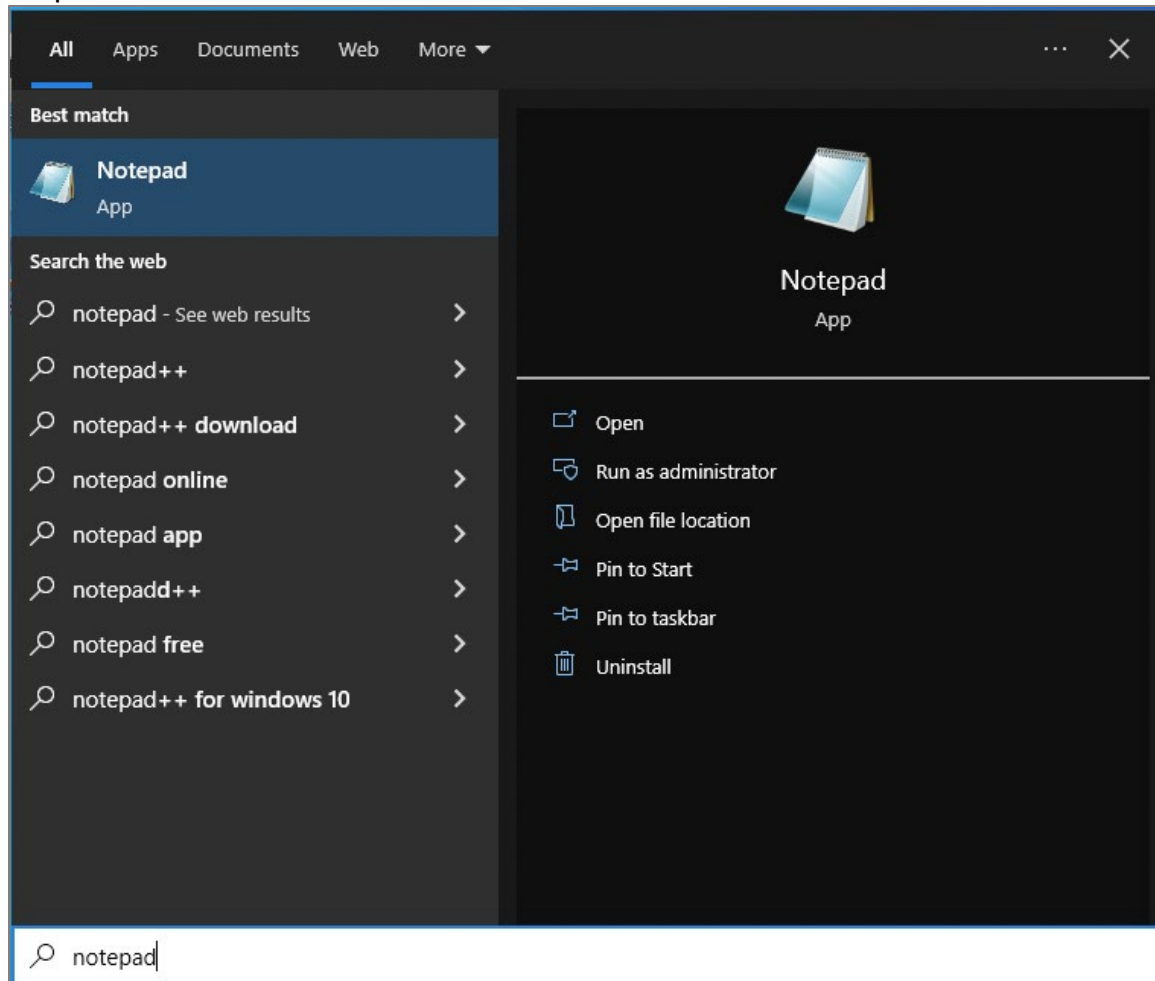 All Apps Documents Web More
Best match
Notepad
App
Search the web
notepad - See web results
notepad++
notepad++ download
notepad online
notepad app
notepadd++
notepad free
notepad++ for windows 10
Notepad
App
Open
Run as administrator
Open file location
Pin to Start
Pin to taskbar
Uninstall
notepad